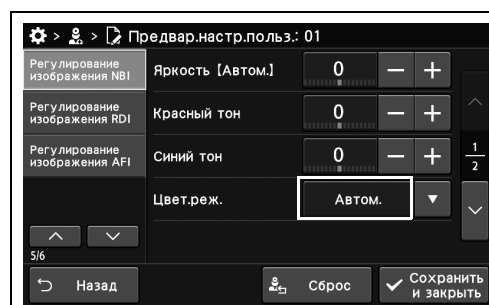 > > Предвар.настр.польз.: 01
Регулирование
изображения NBI
Яркость [Автом.] 0 − +
Регулирование
изображения RDI
Красный тон 0 − +
Регулирование
изображения AFI
Синий тон 0 − +
1
2
Цвет.реж. Автом.
5/6
Назад
Сброс
Сохранить
и закрыть